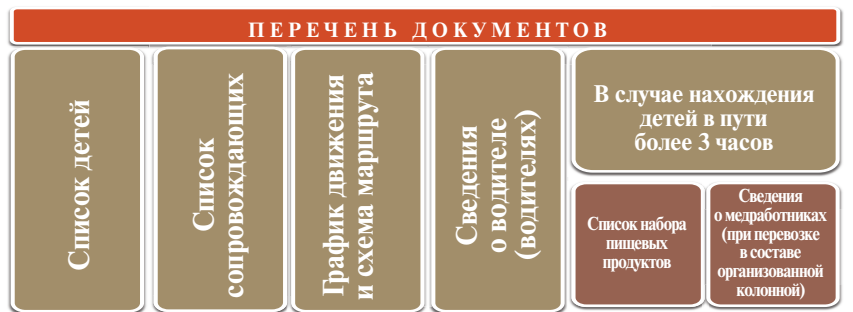 ПЕРЕЧЕНЬ ДОКУМЕНТОВ
Список детей
Список
сопровождающих
График движения
и схема маршрута
Сведения
о водителе
(водителях)
В случае нахождения
детей в пути
более 3 часов
Список набора
пищевых
продуктов
Сведения
о медработниках
(при перевозке
в составе
организованной
колонной)